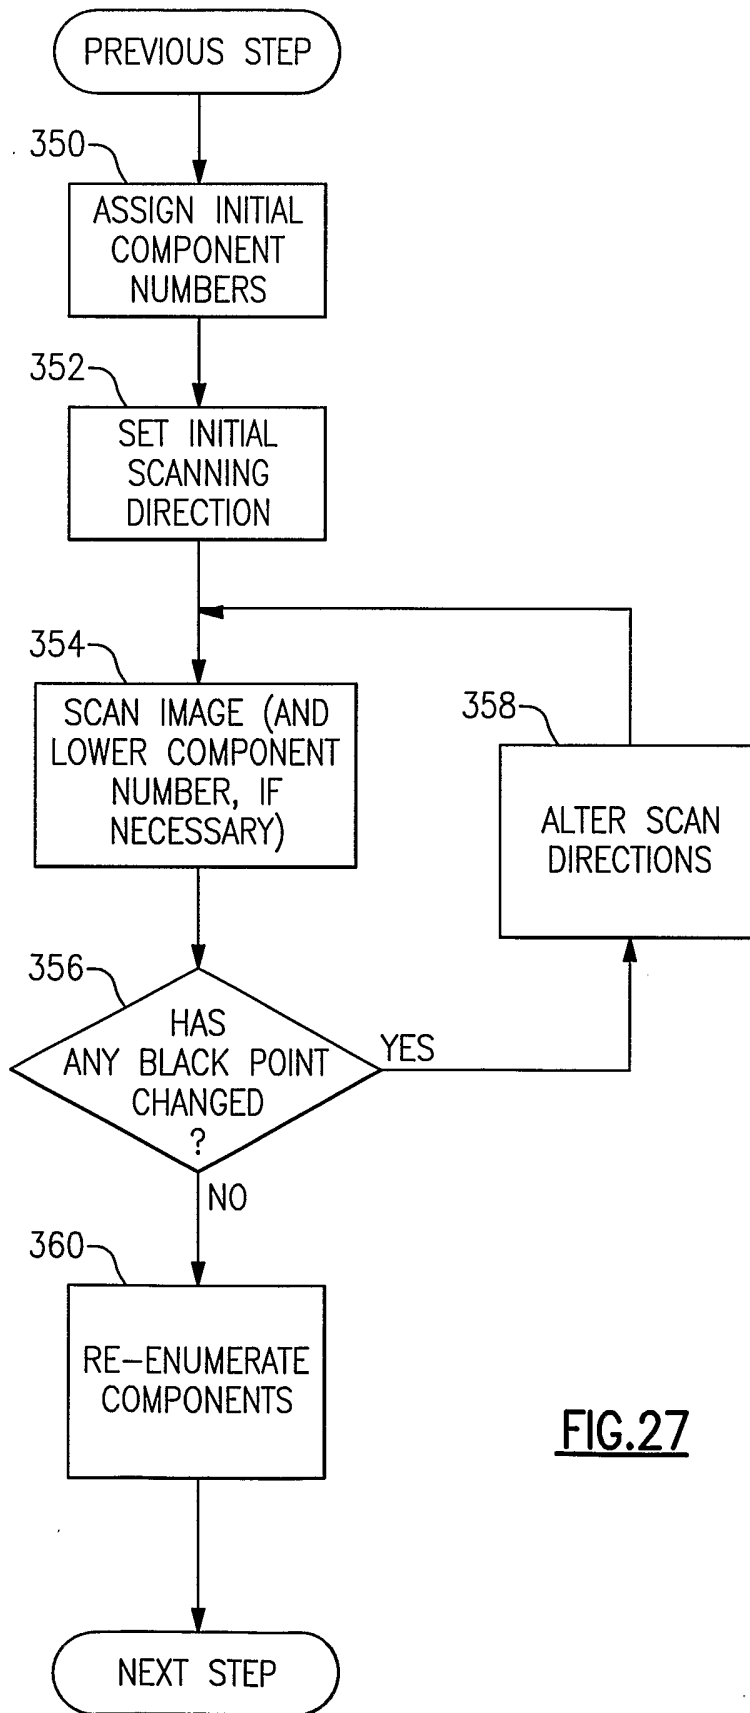 PREVIOUS STEP
350
ASSIGN INITIAL
COMPONENT
NUMBERS
352
SET INITIAL
SCANNING
DIRECTION
354
SCAN IMAGE (AND
LOWER COMPONENT
NUMBER, IF
NECESSARY)
358
ALTER SCAN
DIRECTIONS
356
HAS
ANY BLACK POINT
CHANGED
?
YES
NO
360
RE-ENUMERATE
COMPONENTS
FIG.27
NEXT STEP